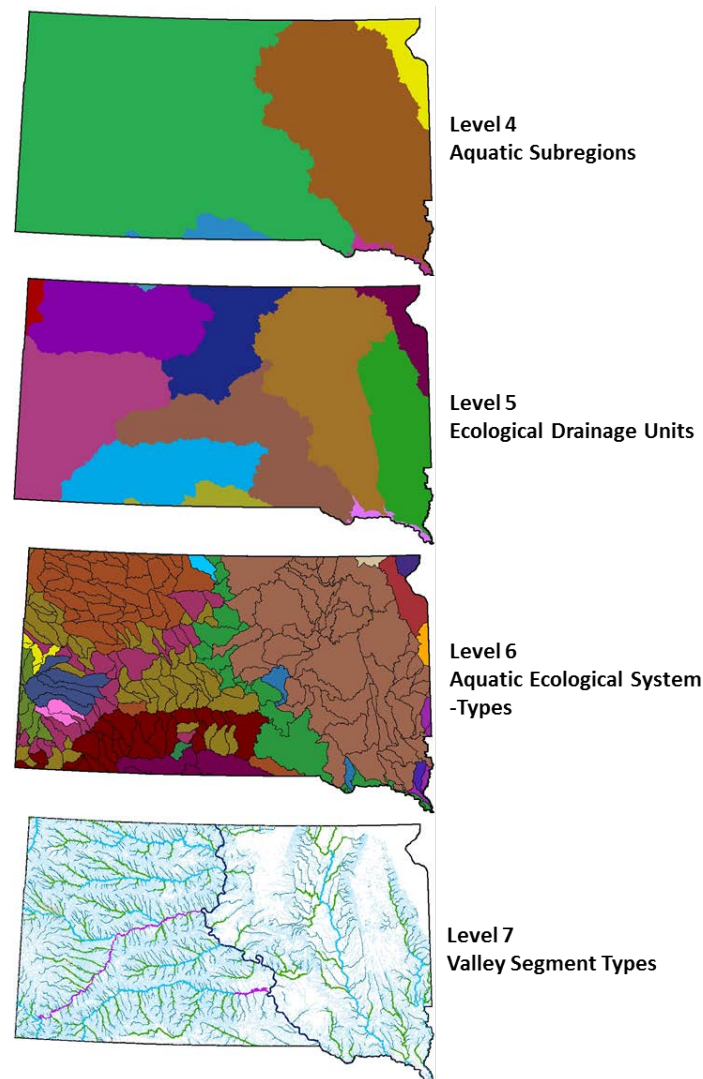 Level 4
Aquatic Subregions
Level 5
Ecological Drainage Units
Level 6
Aquatic Ecological System
-Types
Level 7
Valley Segment Types